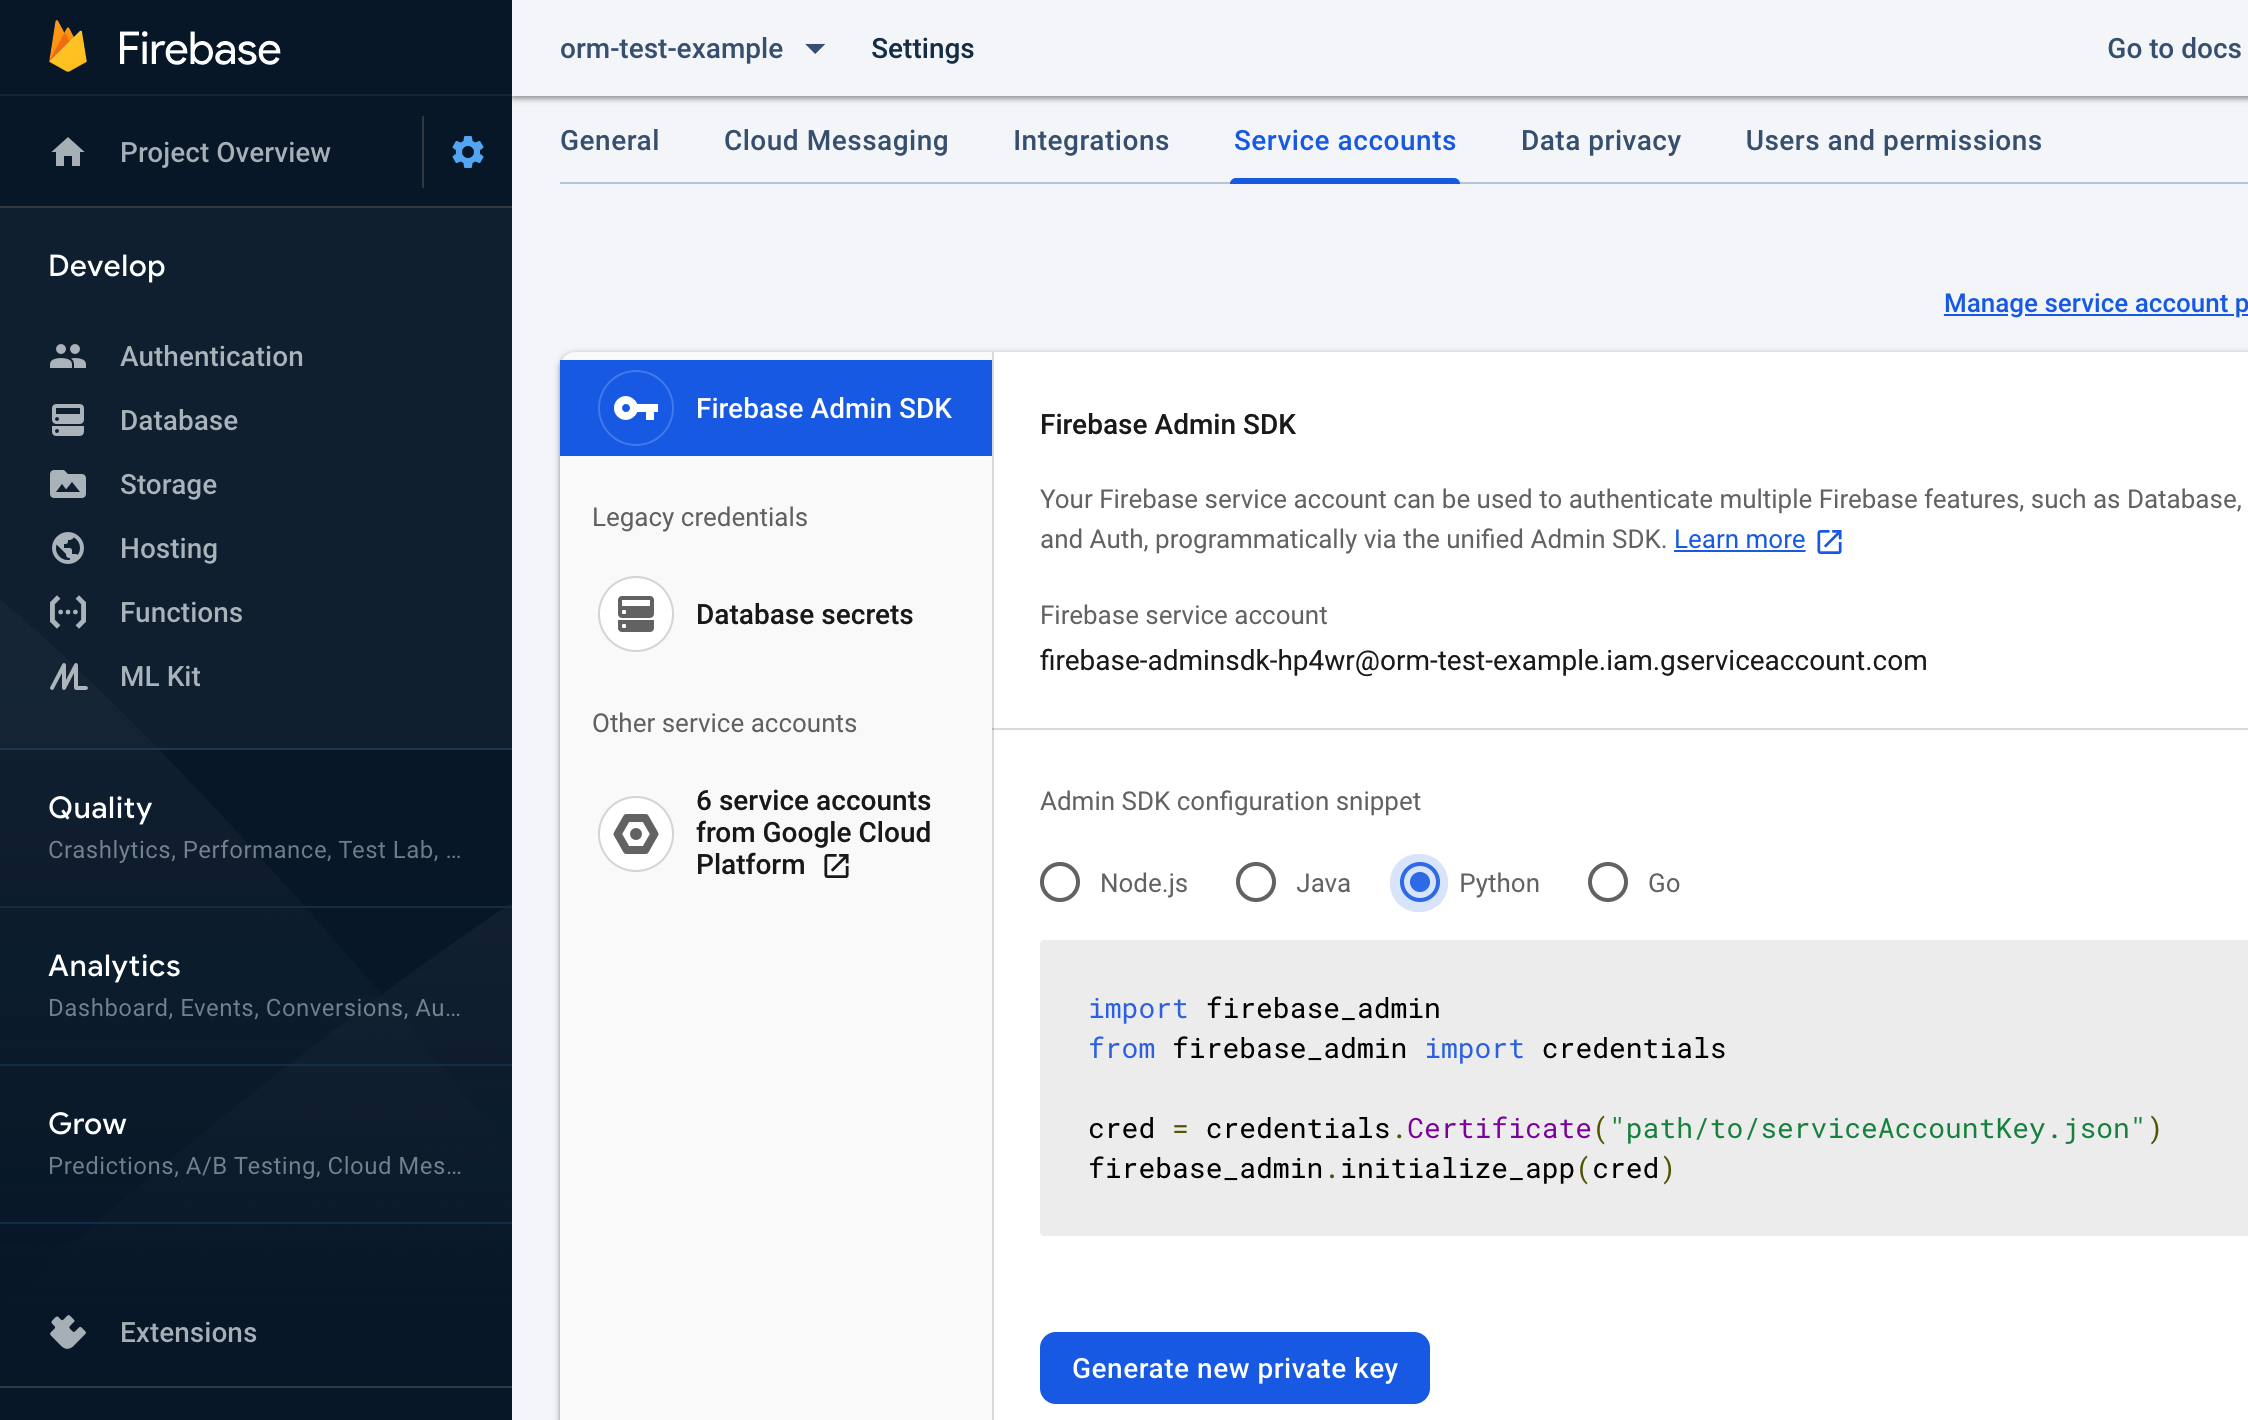 Firebase
Project Overview
Develop
Authentication
Database
Storage
Hosting
Functions
ML Kit
Quality
Crashlytics, Performance, Test Lab, ...
Analytics
Dashboard, Events, Conversions, Au...
Grow
Predictions, A/B Testing, Cloud Mes...
Extensions
orm-test-example
Settings
Go to docs
General
Cloud Messaging
Integrations
Service accounts
Data privacy
Users and permissions
Manage service account p
Firebase Admin SDK
Legacy credentials
Database secrets
Other service accounts
6 service accounts
from Google Cloud
Platform
Firebase Admin SDK
Your Firebase service account can be used to authenticate multiple Firebase features, such as Database,
and Auth, programmatically via the unified Admin SDK. Learn more
Firebase service account
firebase-adminsdk-hp4wr@orm-test-example.iam.gserviceaccount.com
Admin SDK configuration snippet
Node.js
Java
Python
Go
import firebase_admin
from firebase_admin import credentials
cred = credentials.Certificate("path/to/serviceAccountKey.json")
firebase_admin.initialize_app(cred)
Generate new private key